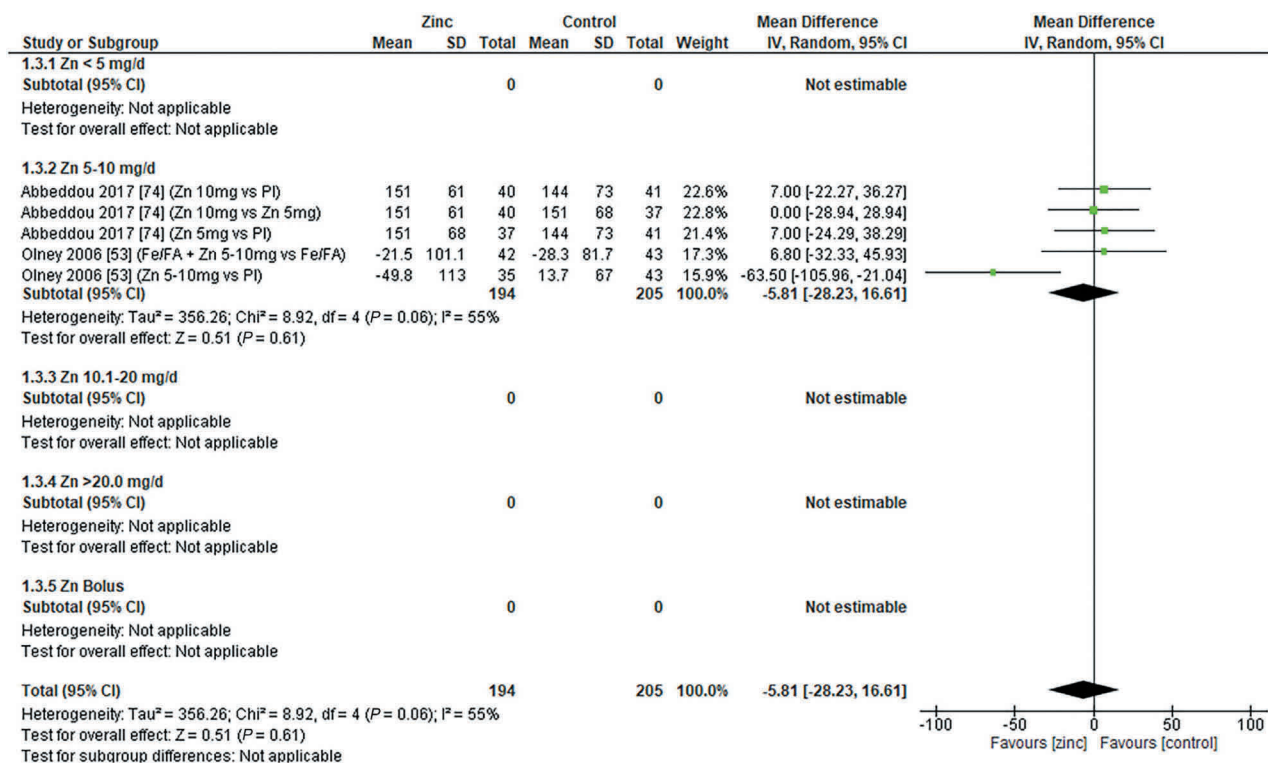 Zinc Control Mean Difference Mean Difference
Study or Subgroup Mean SD Total Mean SD Total Weight IV, Random, 95% CI IV, Random, 95% CI
1.3.1 Zn < 5 mg/d
Subtotal (95% CI) 0 0 Not estimable
Heterogeneity: Not applicable
Test for overall effect: Not applicable
1.3.2 Zn 5-10 mg/d
Abbeddou 2017 [74] (Zn 10mg vs Pl) 151 61 40 144 73 41 22.6% 7.00 [-22.27, 36.27]
Abbeddou 2017 [74] (Zn 10mg vs Zn 5mg) 151 61 40 151 68 37 22.8% 0.00 [-28.94, 28.94]
Abbeddou 2017 [74] (Zn 5mg vs Pl) 151 68 37 144 73 41 21.4% 7.00 [-24.29, 38.29]
Olney 2006 [53] (Fe/FA + Zn 5-10mg vs Fe/FA) -21.5 101.1 42 -28.3 81.7 43 17.3% 6.80 [-32.33, 45.93]
Olney 2006 [53] (Zn 5-10mg vs Pl) -49.8 113 35 13.7 67 43 15.9% -63.50 [-105.96, -21.04]
Subtotal (95% CI) 194 205 100.0% -5.81 [-28.23, 16.61]
Heterogeneity: Tau² = 356.26; Chi² = 8.92, df = 4 (P = 0.06); I² = 55%
Test for overall effect: Z = 0.51 (P = 0.61)
1.3.3 Zn 10.1-20 mg/d
Subtotal (95% CI) 0 0 Not estimable
Heterogeneity: Not applicable
Test for overall effect: Not applicable
1.3.4 Zn >20.0 mg/d
Subtotal (95% CI) 0 0 Not estimable
Heterogeneity: Not applicable
Test for overall effect: Not applicable
1.3.5 Zn Bolus
Subtotal (95% CI) 0 0 Not estimable
Heterogeneity: Not applicable
Test for overall effect: Not applicable
Total (95% CI) 194 205 100.0% -5.81 [-28.23, 16.61]
Heterogeneity: Tau² = 356.26; Chi² = 8.92, df = 4 (P = 0.06); I² = 55%
Test for overall effect: Z = 0.51 (P = 0.61)
Test for subgroup differences: Not applicable
-100 -50 0 50 100
Favours [zinc] Favours [control]